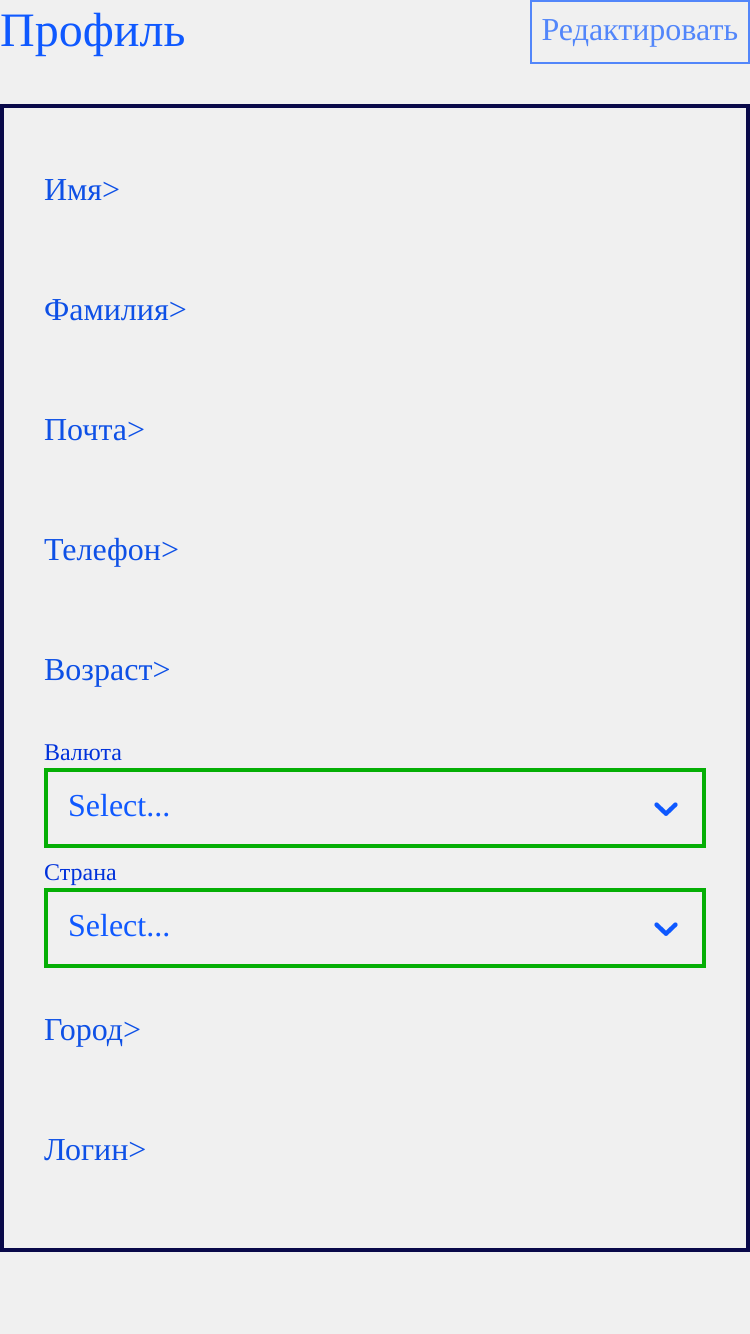 Профиль
Редактировать
Имя>
Фамилия>
Почта>
Телефон>
Возраст>
Валюта
Select...
Страна
Select...
Город>
Логин>